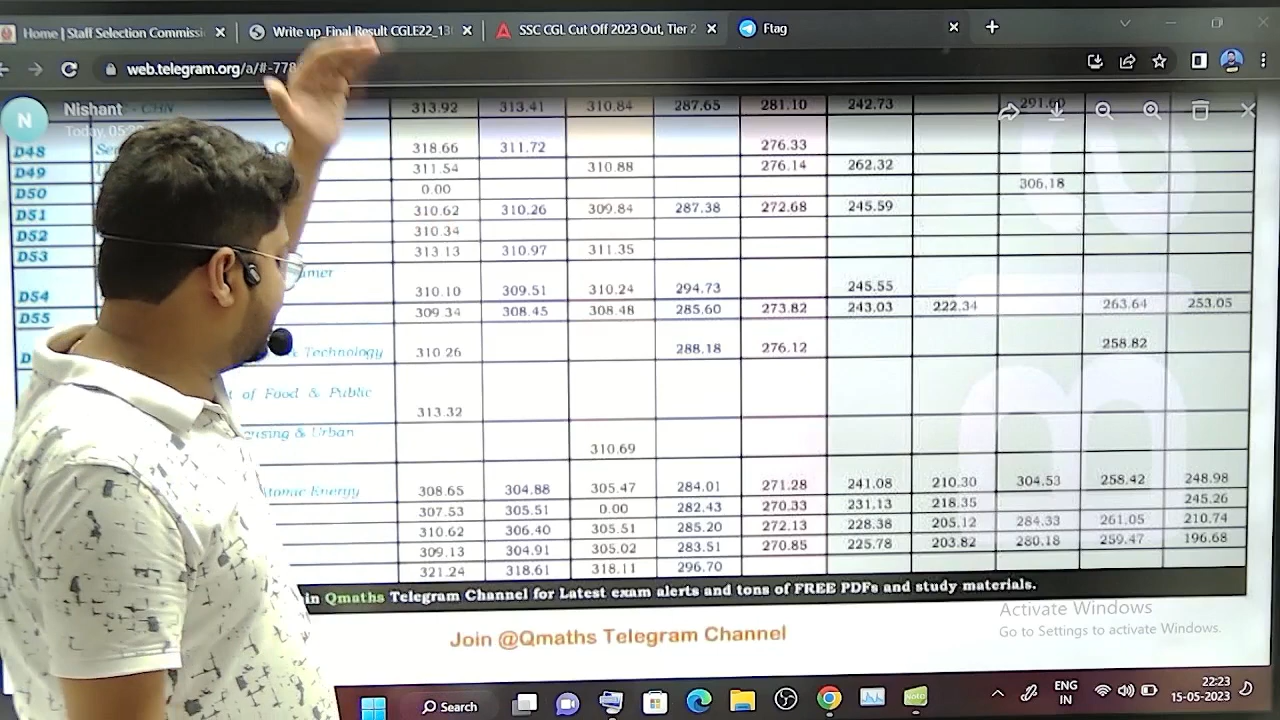 Home | Staff Selection Commissi
Write up_Final Result CGLE22_13
SSC CGL Cut Off 2023 Out, Tier 2
Ftag
web.telegram.org/a/#-778
N
Nishant
Today, 05:
CHN 313.92 313.41 310.84 287.65 281.10 242.73 291.00
D48 318.66 311.72 276.33
D49 311.54 310.88 276.14 262.32
D50 0.00 306.18
D51 310.62 310.26 309.84 287.38 272.68 245.59
D52 310.34
D53 313.13 310.97 311.35
umer
D54 310.10 309.51 310.24 294.73 245.55
D55 309.34 308.45 308.48 285.60 273.82 243.03 222.34 263.64 253.05
D Technology 310.26 288.18 276.12 258.82
of Food & Public
313.32
using & Urban
310.69
Atomic Energy 308.65 304.88 305.47 284.01 271.28 241.08 210.30 304.53 258.42 248.98
307.53 305.51 0.00 282.43 270.33 231.13 218.35 245.26
310.62 306.40 305.51 285.20 272.13 228.38 205.12 284.33 261.05 210.74
309.13 304.91 305.02 283.51 270.85 225.78 203.82 280.18 259.47 196.68
321.24 318.61 318.11 296.70
in Qmaths Telegram Channel for Latest exam alerts and tons of FREE PDFs and study materials.
Join @Qmaths Telegram Channel
Activate Windows
Go to Settings to activate Windows.
Search
ENG
IN
22:23
15-05-2023